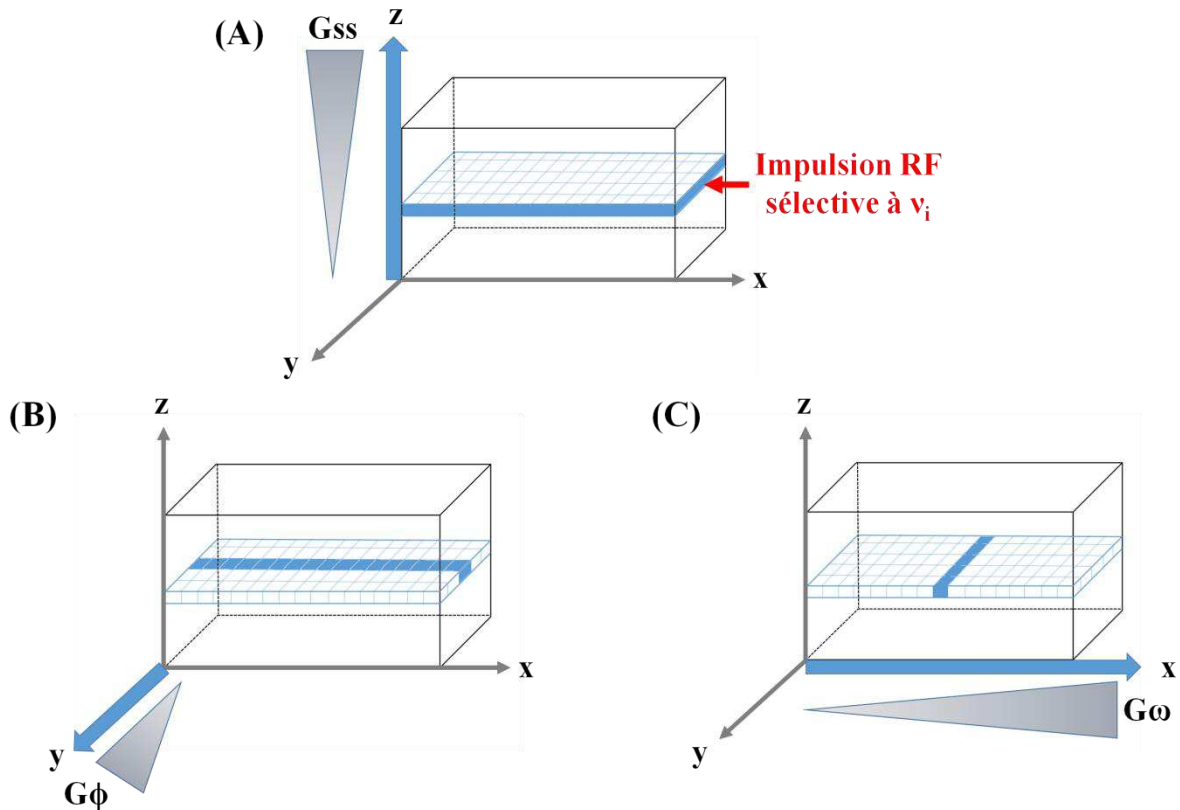 (A)
Gss
z
Impulsion RF
sélective à νi
x
y
(B)
z
x
y
Gϕ
(C)
z
x
Gω
y